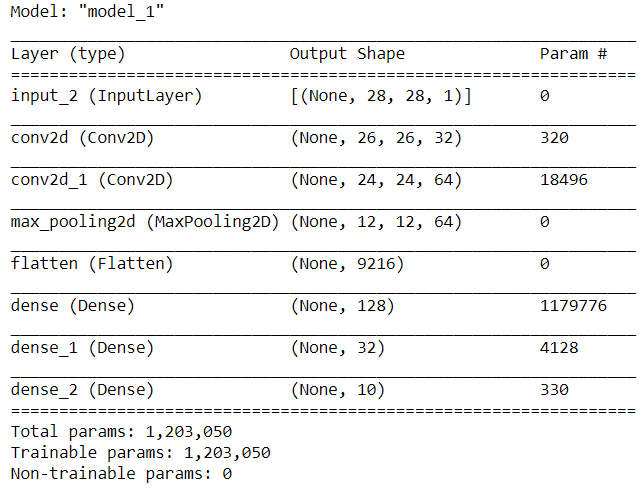 Model: "model_1"
Layer (type) Output Shape Param #
input_2 (InputLayer) [(None, 28, 28, 1)] 0
conv2d (Conv2D) (None, 26, 26, 32) 320
conv2d_1 (Conv2D) (None, 24, 24, 64) 18496
max_pooling2d (MaxPooling2D) (None, 12, 12, 64) 0
flatten (Flatten) (None, 9216) 0
dense (Dense) (None, 128) 1179776
dense_1 (Dense) (None, 32) 4128
dense_2 (Dense) (None, 10) 330
Total params: 1,203,050
Trainable params: 1,203,050
Non-trainable params: 0